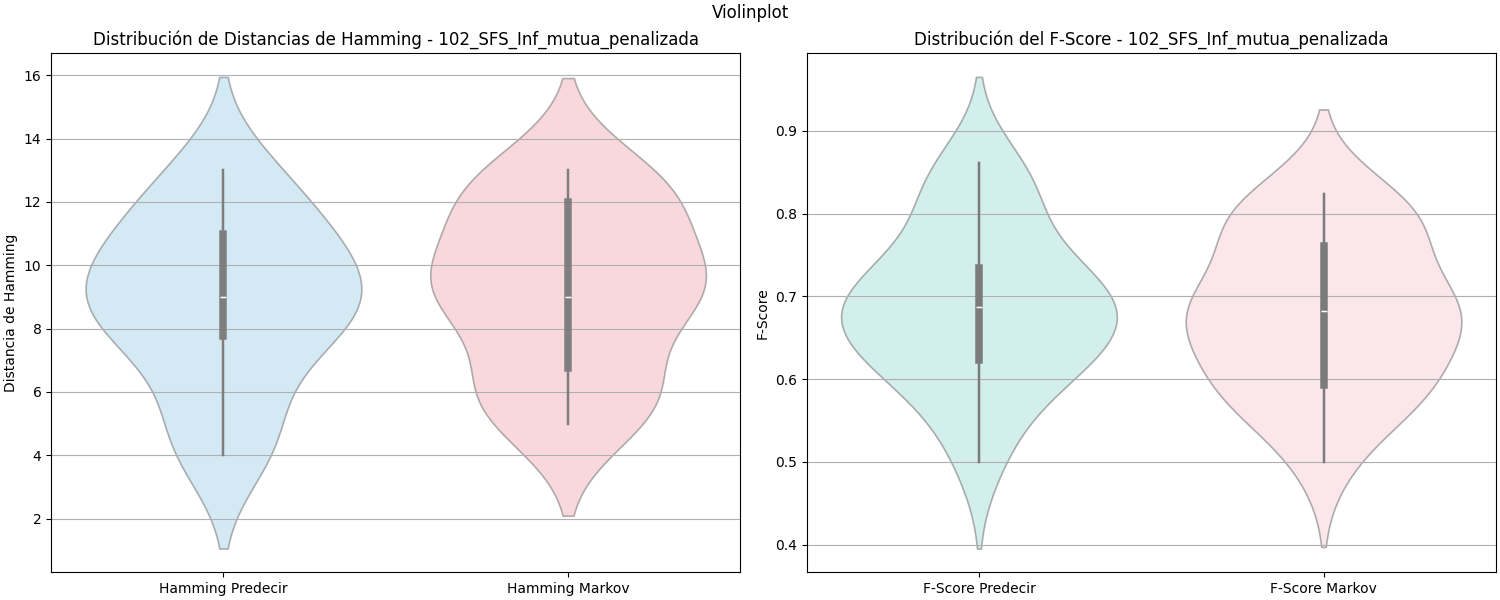 Violinplot
Distribución de Distancias de Hamming - 102_SFS_Inf_mutua_penalizada
Distancia de Hamming
16
14
12
10
8
6
4
2
Hamming Predecir
Hamming Markov
Distribución del F-Score - 102_SFS_Inf_mutua_penalizada
F-Score
0.9
0.8
0.7
0.6
0.5
0.4
F-Score Predecir
F-Score Markov